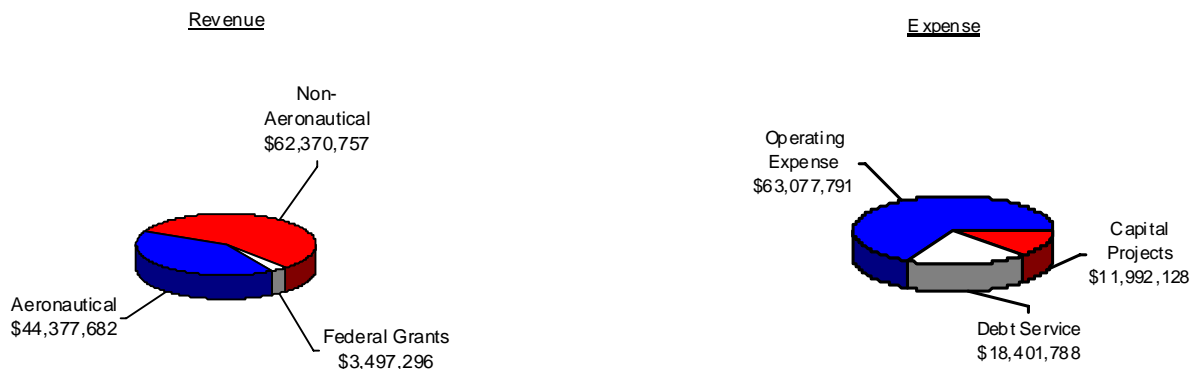 Revenue
Non-
Aeronautical
$62,370,757
Aeronautical
$44,377,682
Federal Grants
$3,497,296
Expense
Operating
Expense
$63,077,791
Capital
Projects
$11,992,128
Debt Service
$18,401,788